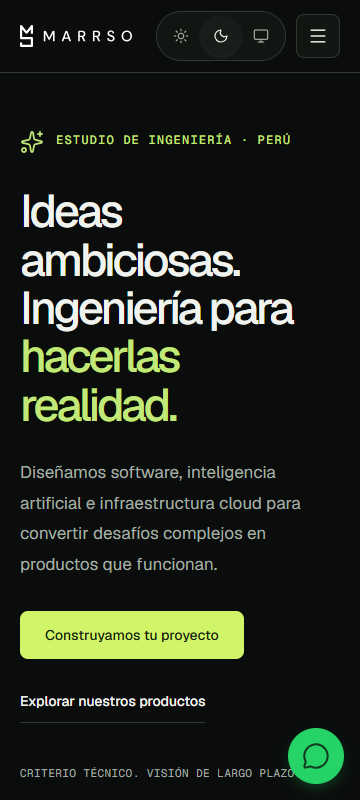 MARRSO
ESTUDIO DE INGENIERÍA · PERÚ
Ideas
ambiciosas.
Ingeniería para
hacerlas
realidad.
Diseñamos software, inteligencia
artificial e infraestructura cloud para
convertir desafíos complejos en
productos que funcionan.
Construyamos tu proyecto
Explorar nuestros productos
CRITERIO TÉCNICO. VISIÓN DE LARGO PLAZO